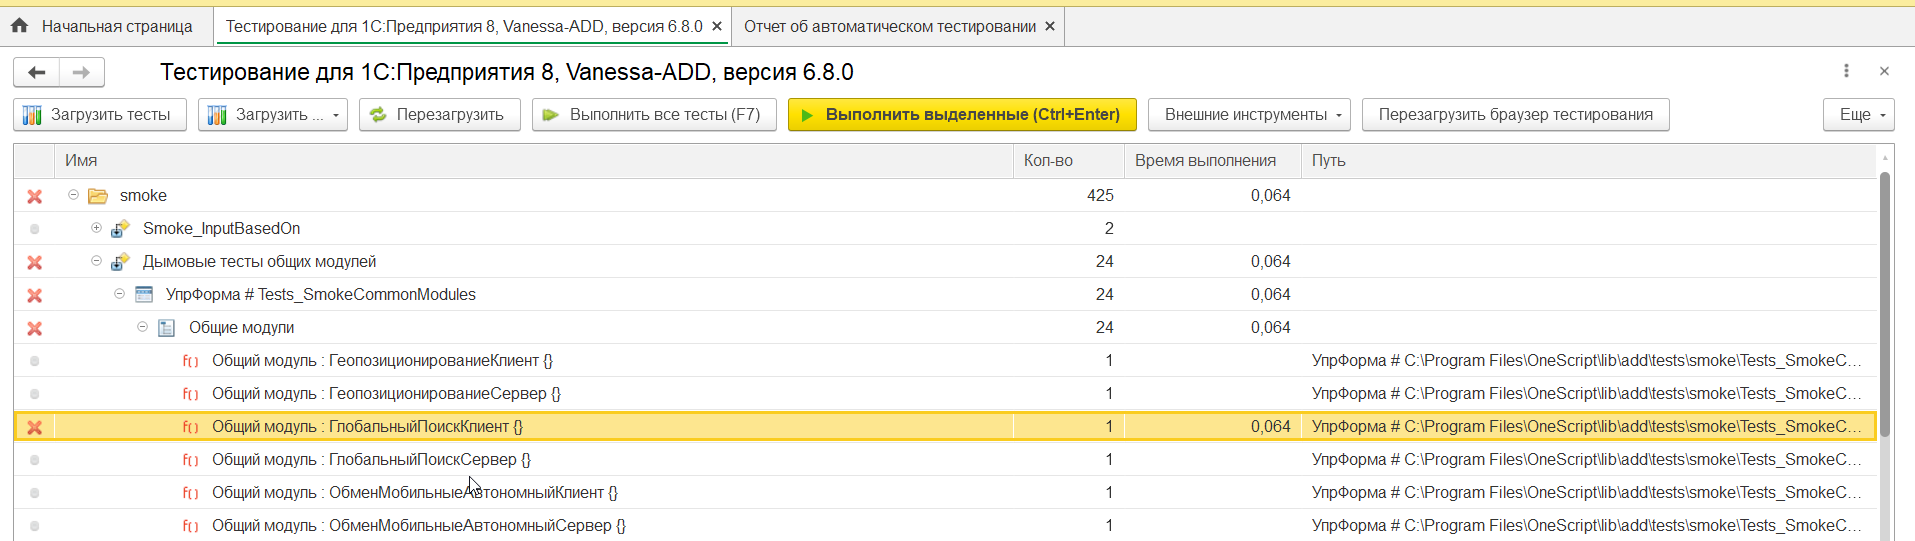 Начальная страница Тестирование для 1С:Предприятия 8, Vanessa-ADD, версия 6.8.0 Отчет об автоматическом тестировании
Тестирование для 1С:Предприятия 8, Vanessa-ADD, версия 6.8.0
Загрузить тесты Загрузить ... Перезагрузить Выполнить все тесты (F7) Выполнить выделенные (Ctrl+Enter) Внешние инструменты Перезагрузить браузер тестирования Еще
Имя Кол-во Время выполнения Путь
smoke 425 0,064
Smoke_InputBasedOn 2
Дымовые тесты общих модулей 24 0,064
УпрФорма # Tests_SmokeCommonModules 24 0,064
Общие модули 24 0,064
f() Общий модуль : ГеопозиционированиеКлиент {} 1 УпрФорма # C:\Program Files\OneScript\lib\add\tests\smoke\Tests_SmokeC...
f() Общий модуль : ГеопозиционированиеСервер {} 1 УпрФорма # C:\Program Files\OneScript\lib\add\tests\smoke\Tests_SmokeC...
f() Общий модуль : ГлобальныйПоискКлиент {} 1 0,064 УпрФорма # C:\Program Files\OneScript\lib\add\tests\smoke\Tests_SmokeC...
f() Общий модуль : ГлобальныйПоискСервер {} 1 УпрФорма # C:\Program Files\OneScript\lib\add\tests\smoke\Tests_SmokeC...
f() Общий модуль : ОбменМобильныеАвтономныйКлиент {} 1 УпрФорма # C:\Program Files\OneScript\lib\add\tests\smoke\Tests_SmokeC...
f() Общий модуль : ОбменМобильныеАвтономныйСервер {} 1 УпрФорма # C:\Program Files\OneScript\lib\add\tests\smoke\Tests_SmokeC...